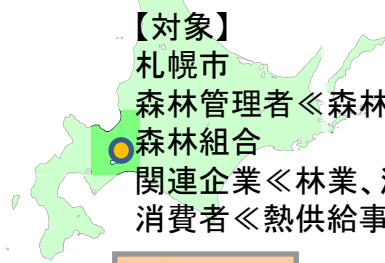 【対象】
札幌市
森林管理者≪森林
森林組合
関連企業≪林業、
消費者≪熱供給事